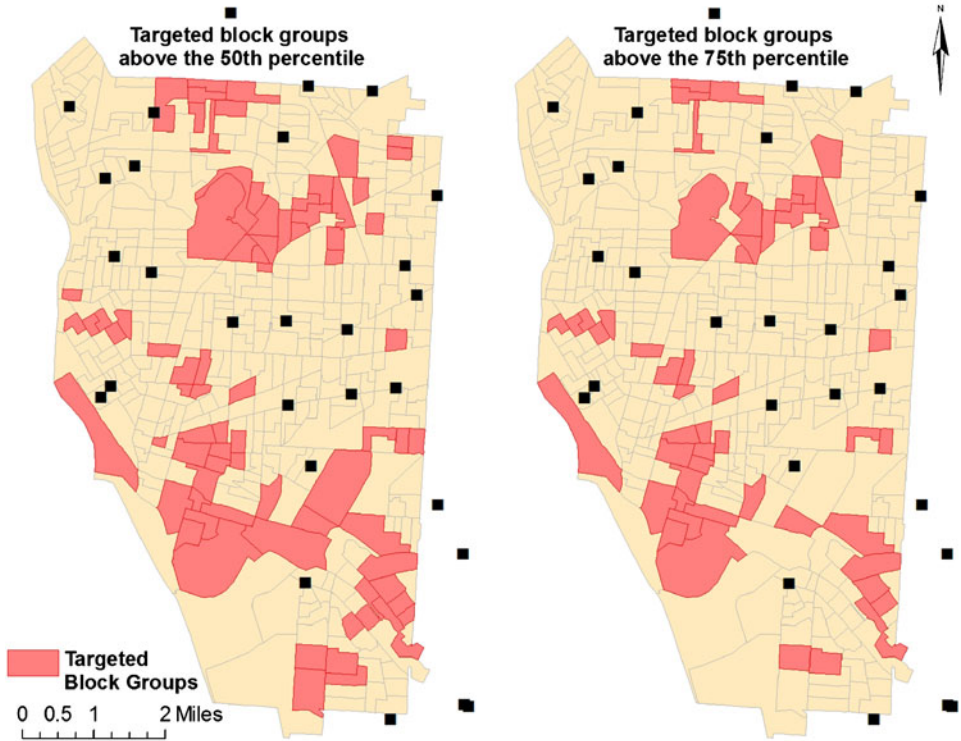 Targeted block groups
above the 50th percentile
Targeted block groups
above the 75th percentile
N
Targeted
Block Groups
0 0.5 1 2 Miles